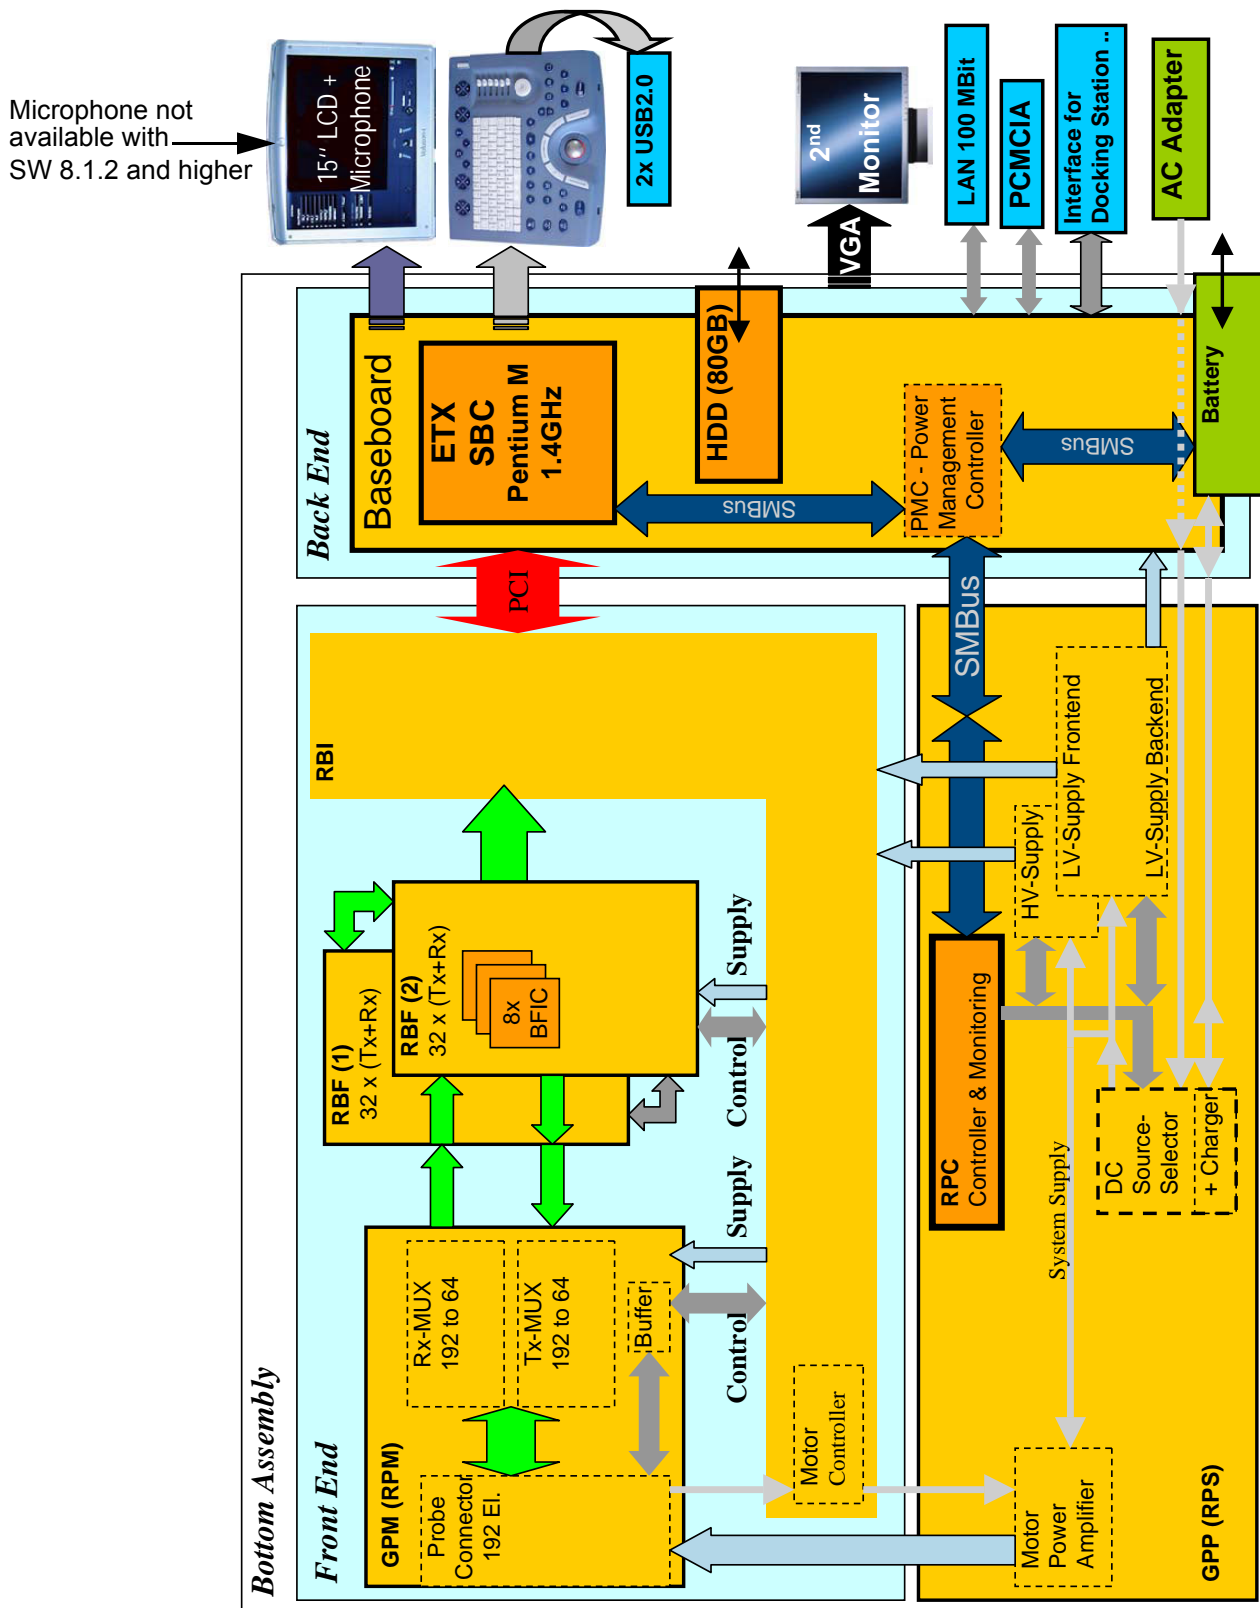 Microphone not
available with
SW 8.1.2 and higher
15“ LCD +
Microphone
2x USB2.0
2nd
Monitor
VGA
LAN 100 MBit
PCMCIA
Interface for
Docking Station ..
AC Adapter
Bottom Assembly
Back End
Baseboard
ETX
SBC
Pentium M
1.4GHz
HDD (80GB)
SMBus
PMC - Power
Management
Controller
SMBus
Battery
PCI
SMBus
Front End
RBI
RBF (1)
32 x (Tx+Rx)
RBF (2)
32 x (Tx+Rx)
8x
BFIC
Supply
Control
GPM (RPM)
Rx-MUX
192 to 64
Tx-MUX
192 to 64
Buffer
Probe
Connector
192 El.
Supply
Control
Motor
Controller
GPP (RPS)
RPC
Controller & Monitoring
HV-Supply
LV-Supply Frontend
LV-Supply Backend
System Supply
DC
Source-
Selector
+ Charger
Motor
Power
Amplifier